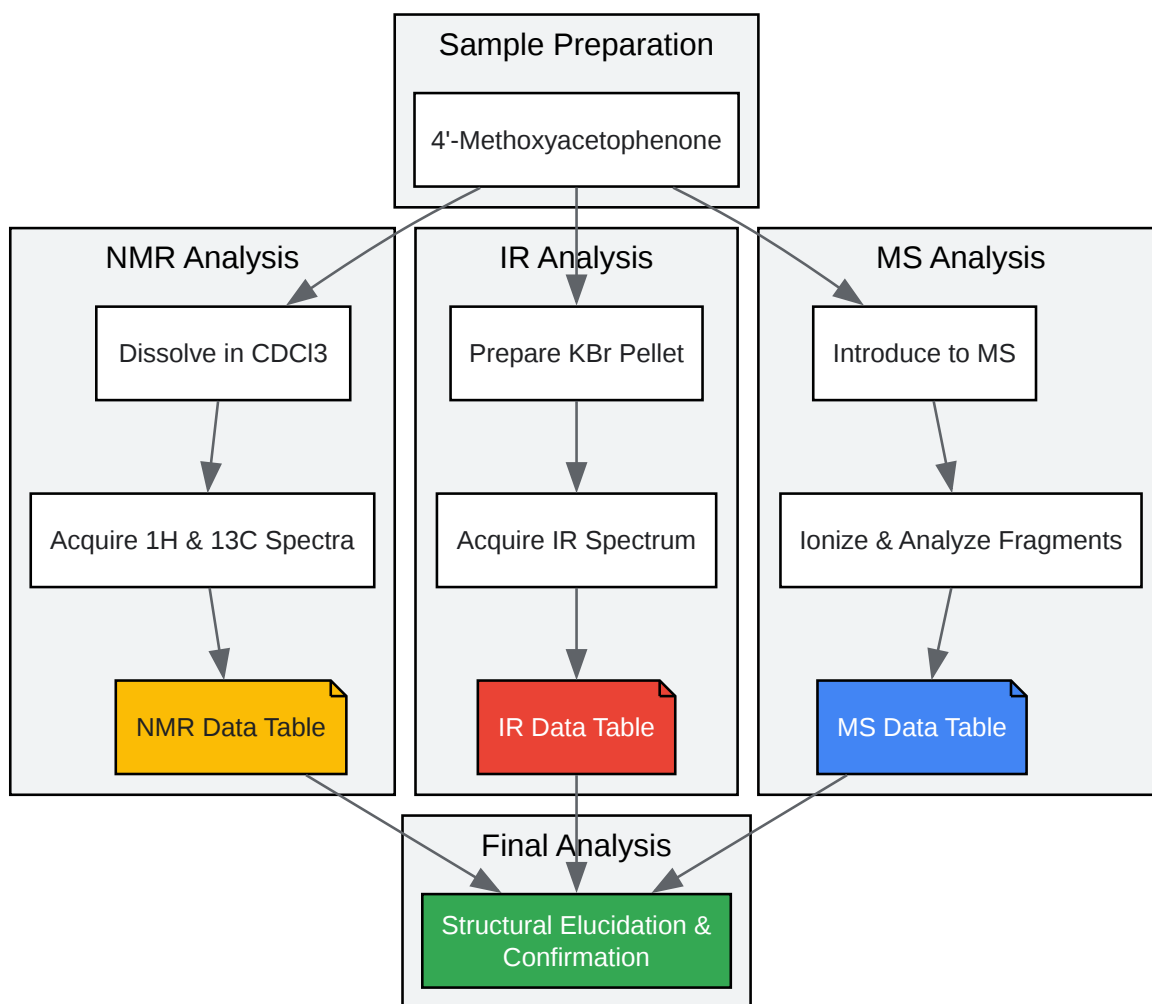 Sample Preparation
4'-Methoxyacetophenone
NMR Analysis
IR Analysis
MS Analysis
Dissolve in CDCl3
Prepare KBr Pellet
Introduce to MS
Acquire 1H & 13C Spectra
Acquire IR Spectrum
Ionize & Analyze Fragments
NMR Data Table
IR Data Table
MS Data Table
Final Analysis
Structural Elucidation &
Confirmation